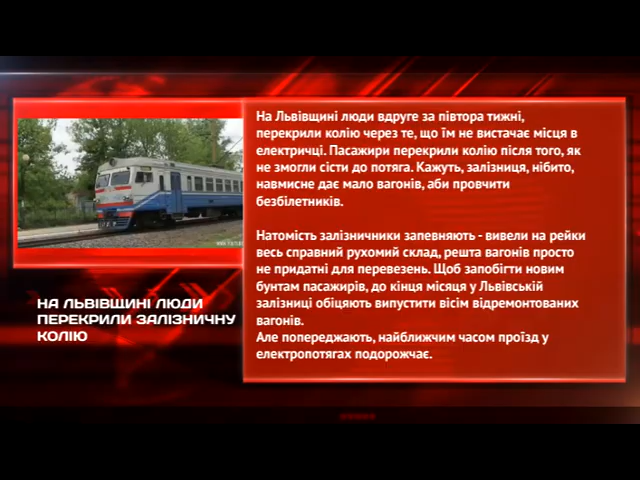 На Львівщині люди вдруге за півтора тижні,
перекрили колію через те, що їм не вистачає місця в
електричці. Пасажири перекрили колію після того, як
не змогли сісти до потяга. Кажуть, залізниця, нібито,
навмисне дає мало вагонів, аби провчити
безбілетників.
Натомість залізничники запевняють - вивели на рейки
весь справний рухомий склад, решта вагонів просто
не придатні для перевезень. Щоб запобігти новим
бунтам пасажирів, до кінця місяця у Львівській
залізниці обіцяють випустити вісім відремонтованих
вагонів.
Але попереджають, найближчим часом проїзд у
електропотягах подорожчає.
НА ЛЬВІВЩИНІ ЛЮДИ
ПЕРЕКРИЛИ ЗАЛІЗНИЧНУ
КОЛІЮ